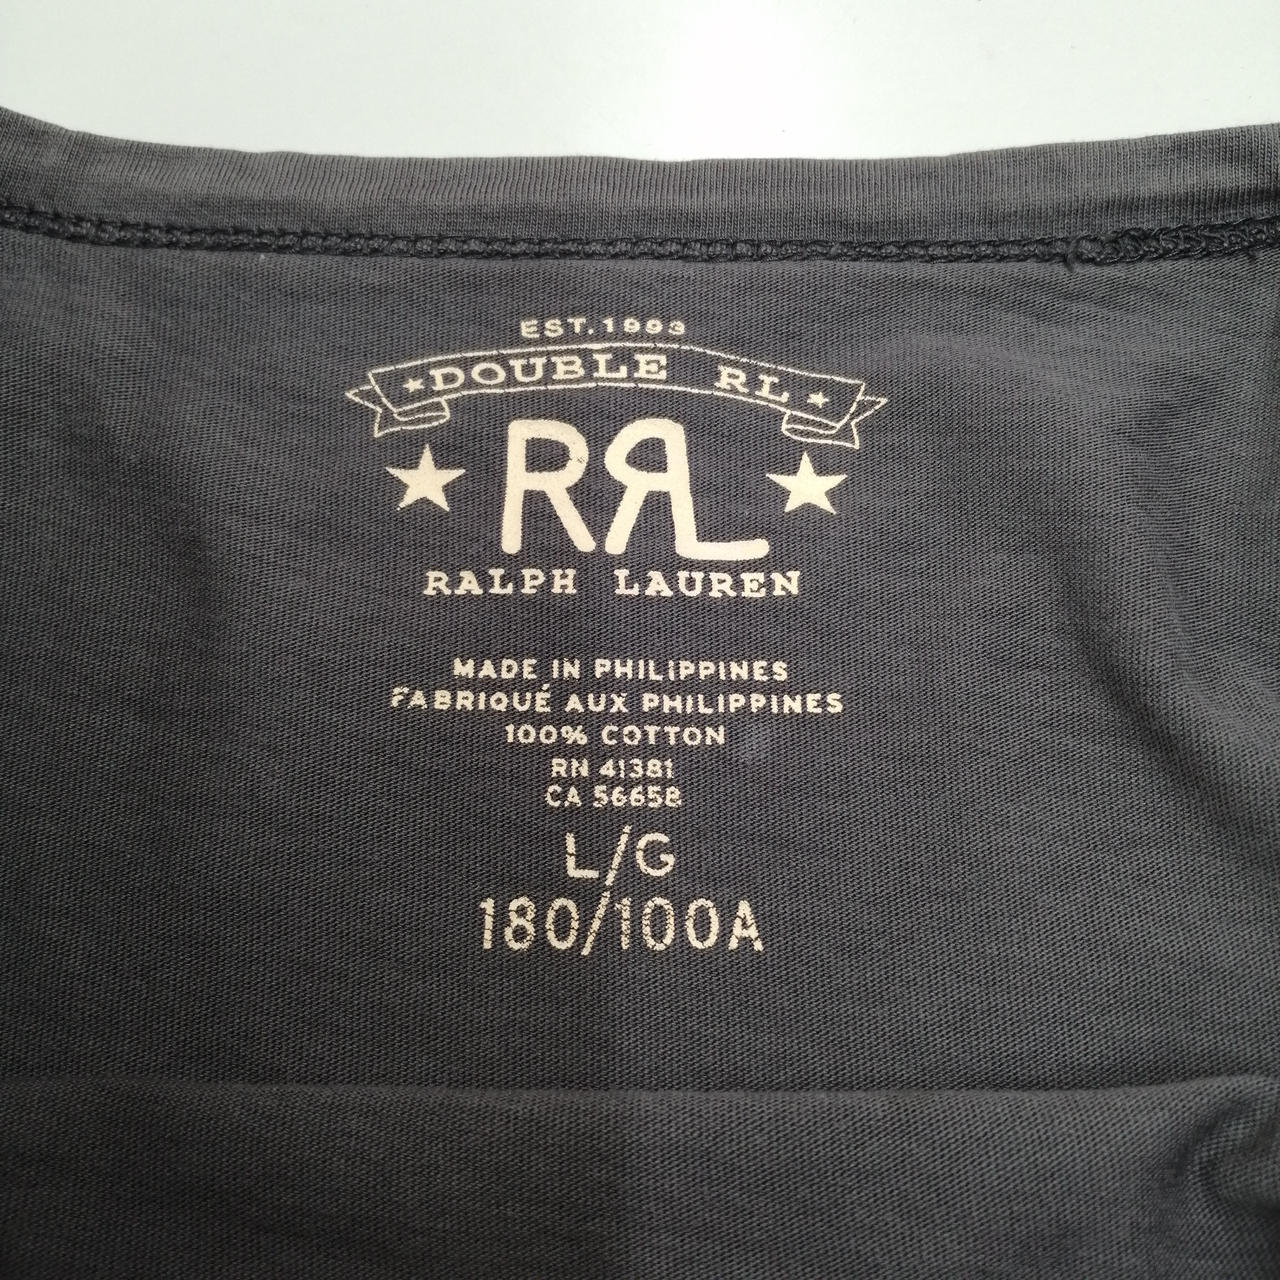 EST. 1993
★DOUBLE RL★
RRL
RALPH LAUREN
MADE IN PHILIPPINES
FABRIQUÉ AUX PHILIPPINES
100% COTTON
RN 41381
CA 56658
L/G
180/100A